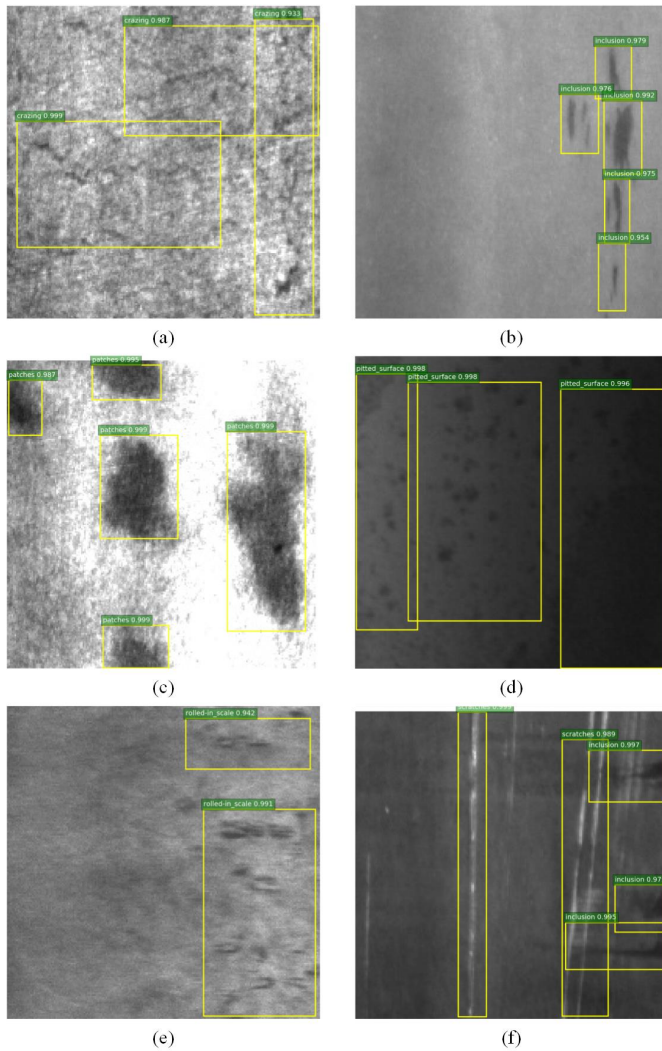 crazing 0.987
crazing 0.933
crazing 0.999
(a)
inclusion 0.979
inclusion 0.976
inclusion 0.992
inclusion 0.975
inclusion 0.954
(b)
patches 0.987
patches 0.995
patches 0.999
patches 0.999
patches 0.999
(c)
pitted_surface 0.998
pitted_surface 0.998
pitted_surface 0.996
(d)
rolled-in_scale 0.942
rolled-in_scale 0.991
(e)
scratches 0.989
inclusion 0.997
inclusion 0.97
inclusion 0.995
(f)